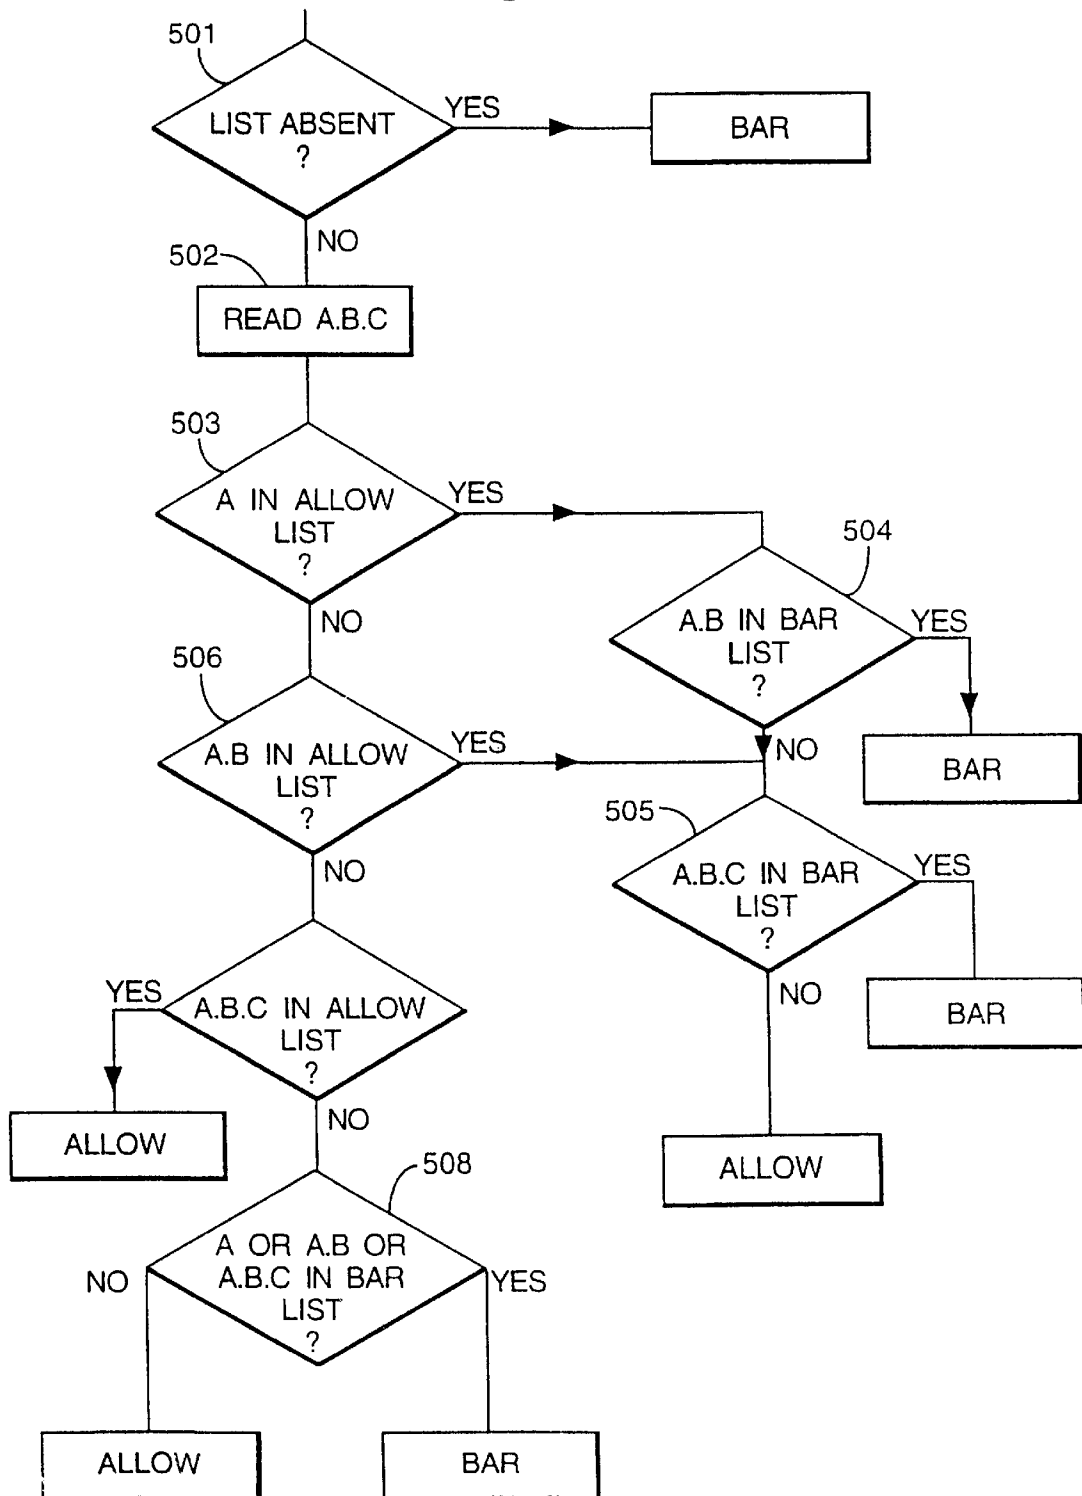 501
LIST ABSENT
?
YES
BAR
NO
502
READ A.B.C
503
A IN ALLOW
LIST
?
YES
NO
504
A.B IN BAR
LIST
?
YES
BAR
NO
506
A.B IN ALLOW
LIST
?
YES
NO
505
A.B.C IN BAR
LIST
?
YES
BAR
NO
ALLOW
A.B.C IN ALLOW
LIST
?
YES
ALLOW
NO
508
A OR A.B OR
A.B.C IN BAR
LIST
?
NO
YES
ALLOW
BAR